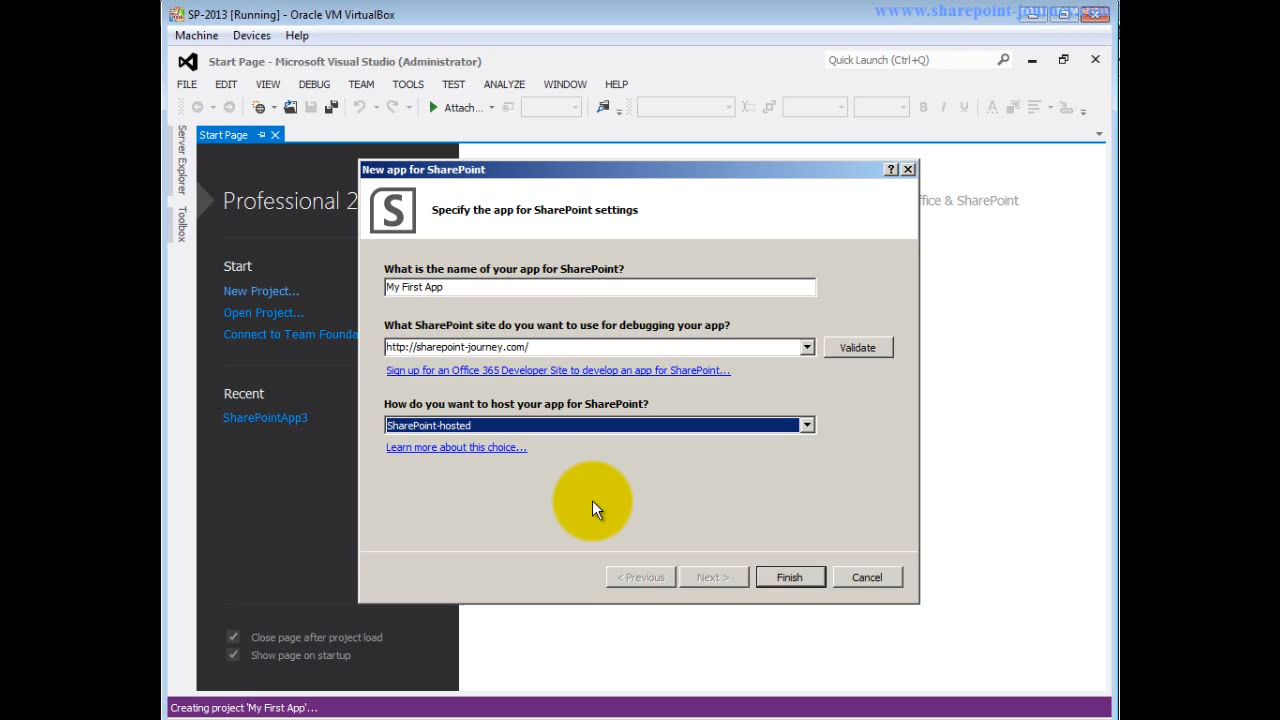 SP-2013 [Running] - Oracle VM VirtualBox
Machine Devices Help
Start Page - Microsoft Visual Studio (Administrator)
Quick Launch (Ctrl+Q)
FILE EDIT VIEW DEBUG TEAM TOOLS TEST ANALYZE WINDOW HELP
Attach...
B I U
Start Page
Server Explorer
Toolbox
Professional 2
Start
New Project...
Open Project...
Connect to Team Founda
Recent
SharePointApp3
Close page after project load
Show page on startup
ffice & SharePoint
New app for SharePoint
S
Specify the app for SharePoint settings
What is the name of your app for SharePoint?
My First App
What SharePoint site do you want to use for debugging your app?
http://sharepoint-journey.com/
Validate
Sign up for an Office 365 Developer Site to develop an app for SharePoint...
How do you want to host your app for SharePoint?
SharePoint-hosted
Learn more about this choice...
< Previous Next > Finish Cancel
Creating project 'My First App'...